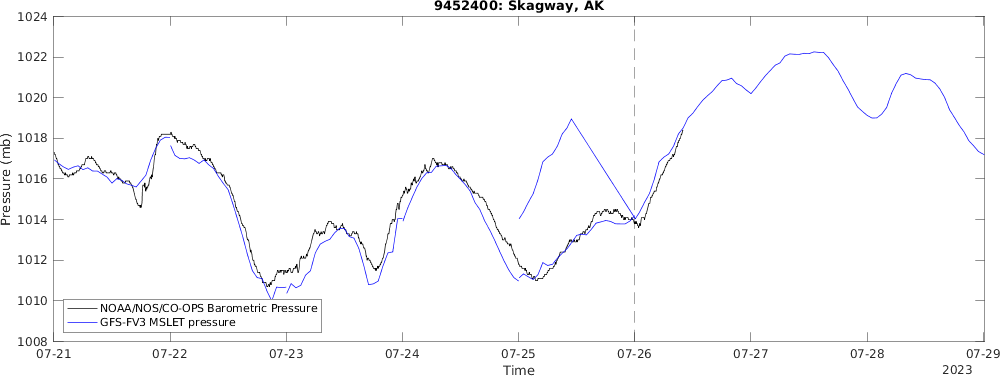 9452400: Skagway, AK
1024
1022
1020
1018
1016
1014
1012
1010
1008
Pressure (mb)
NOAA/NOS/CO-OPS Barometric Pressure
GFS-FV3 MSLET pressure
07-21 07-22 07-23 07-24 07-25 07-26 07-27 07-28 07-29
Time
2023